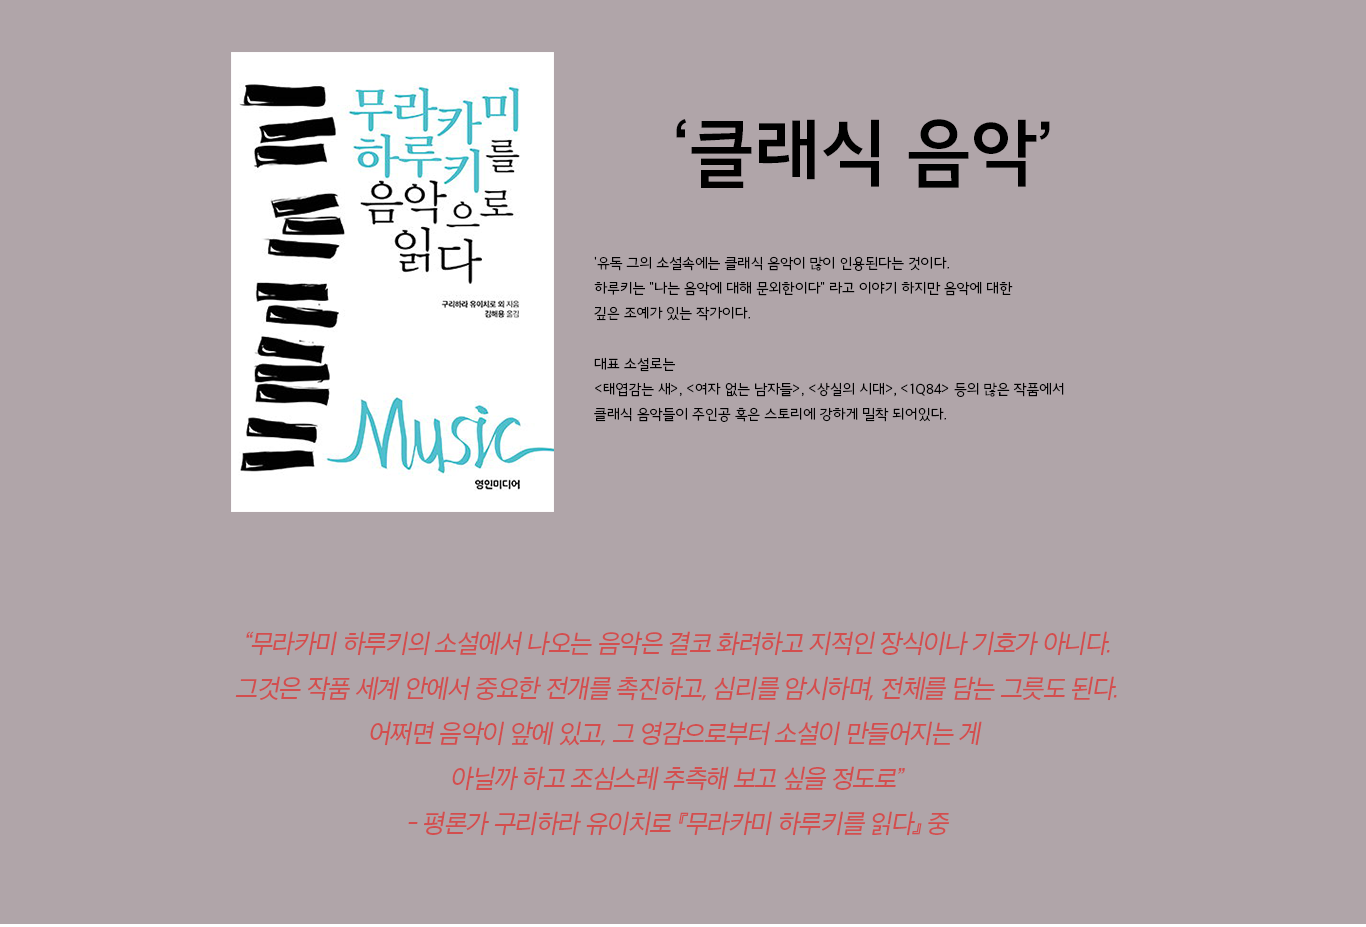 무라카미
하루키를
음악으로
읽다
구리하라 유이치로 외 지음
김해용 옮김
Music
영인미디어
‘클래식 음악’
'유독 그의 소설속에는 클래식 음악이 많이 인용된다는 것이다.
하루키는 "나는 음악에 대해 문외한이다" 라고 이야기 하지만 음악에 대한
깊은 조예가 있는 작가이다.
대표 소설로는
<태엽감는 새>, <여자 없는 남자들>, <상실의 시대>, <1Q84> 등의 많은 작품에서
클래식 음악들이 주인공 혹은 스토리에 강하게 밀착 되어있다.
“무라카미 하루키의 소설에서 나오는 음악은 결코 화려하고 지적인 장식이나 기호가 아니다.
그것은 작품 세계 안에서 중요한 전개를 촉진하고, 심리를 암시하며, 전체를 담는 그릇도 된다.
어쩌면 음악이 앞에 있고, 그 영감으로부터 소설이 만들어지는 게
아닐까 하고 조심스레 추측해 보고 싶을 정도로”
- 평론가 구리하라 유이치로 『무라카미 하루키를 읽다』 중